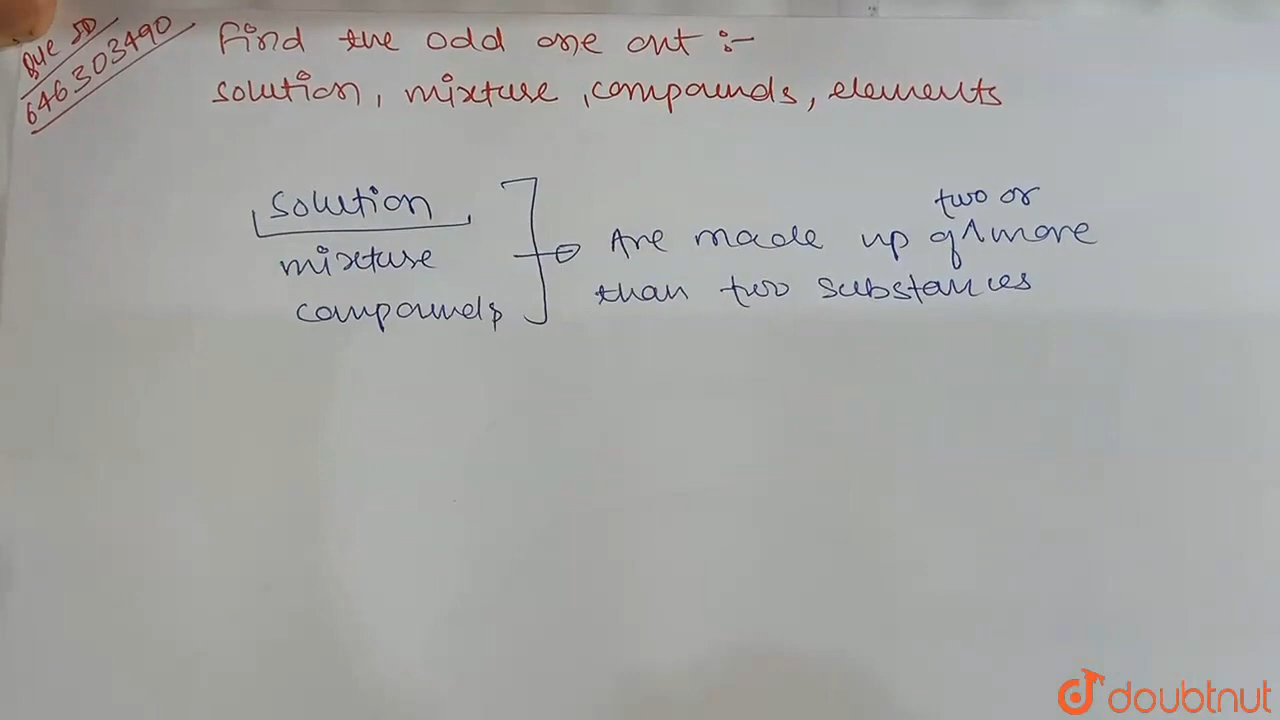 Que ID
646303490
Find the odd one out :-
solution, mixture, compounds, elements
solution
mixture
compounds
two or
Are made up of ^ more
than two substances
doubtnut